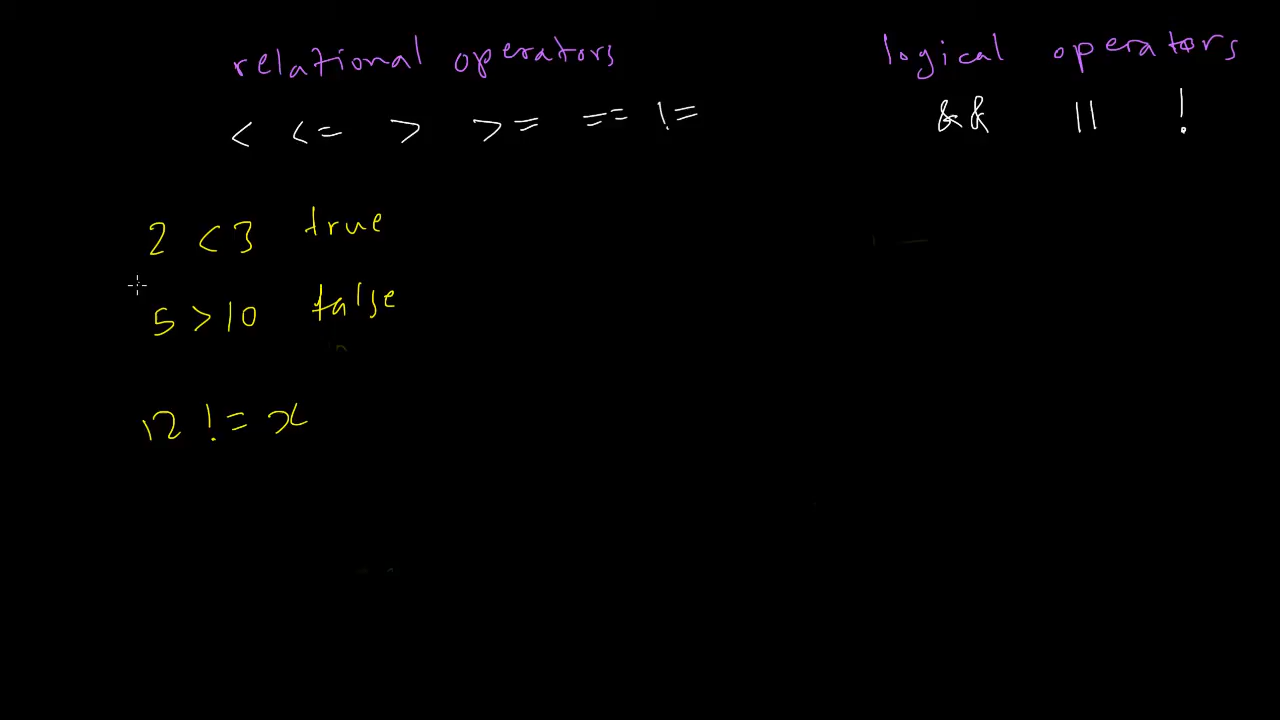 relational operators logical operators
< <= > >= == != && || !
2 < 3 true
5 > 10 false
12 != x